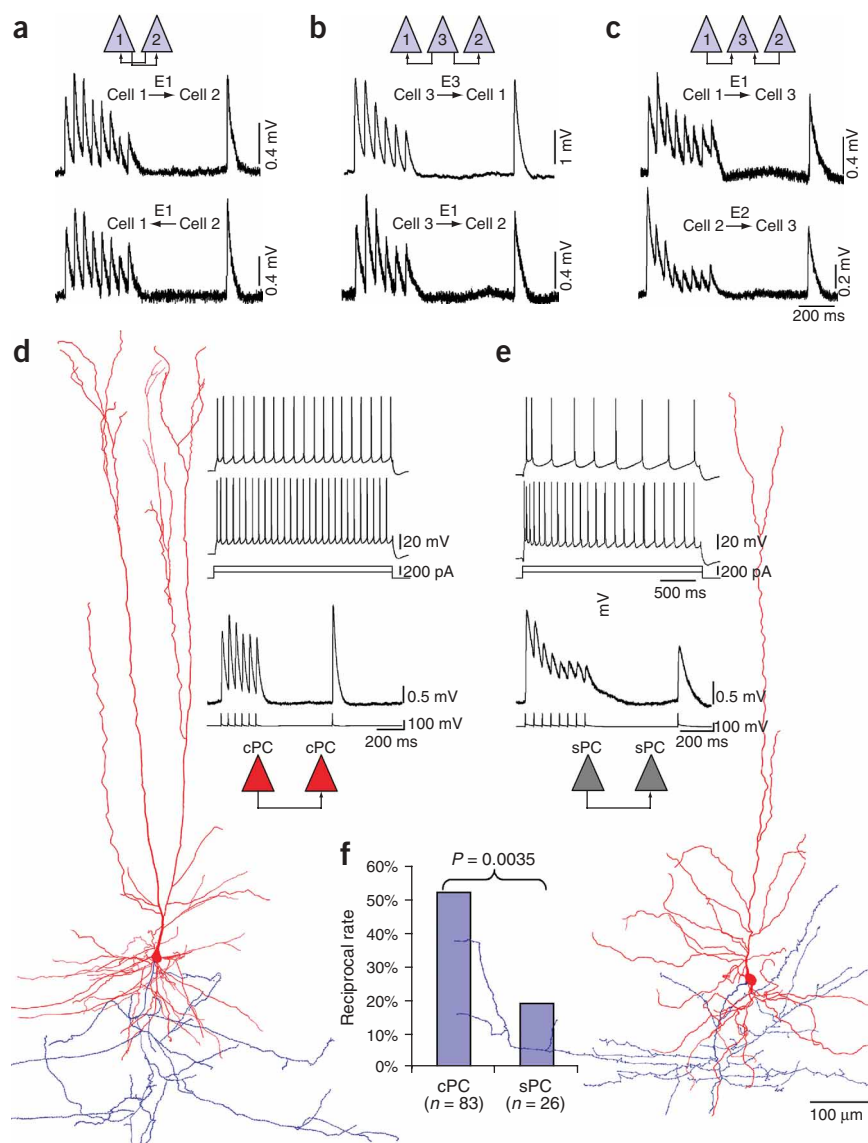 a
1 2
E1
Cell 1 → Cell 2
0.4 mV
E1
Cell 1 ← Cell 2
0.4 mV
b
1 3 2
E3
Cell 3 → Cell 1
1 mV
E1
Cell 3 → Cell 2
0.4 mV
c
1 3 2
E1
Cell 1 → Cell 3
0.4 mV
E2
Cell 2 → Cell 3
0.2 mV
200 ms
d
20 mV
200 pA
0.5 mV
100 mV
200 ms
cPC cPC
e
20 mV
200 pA
500 ms
mV
0.5 mV
100 mV
200 ms
sPC sPC
f
P = 0.0035
Reciprocal rate
60%
50%
40%
30%
20%
10%
0%
cPC
(n = 83)
sPC
(n = 26)
100 µm